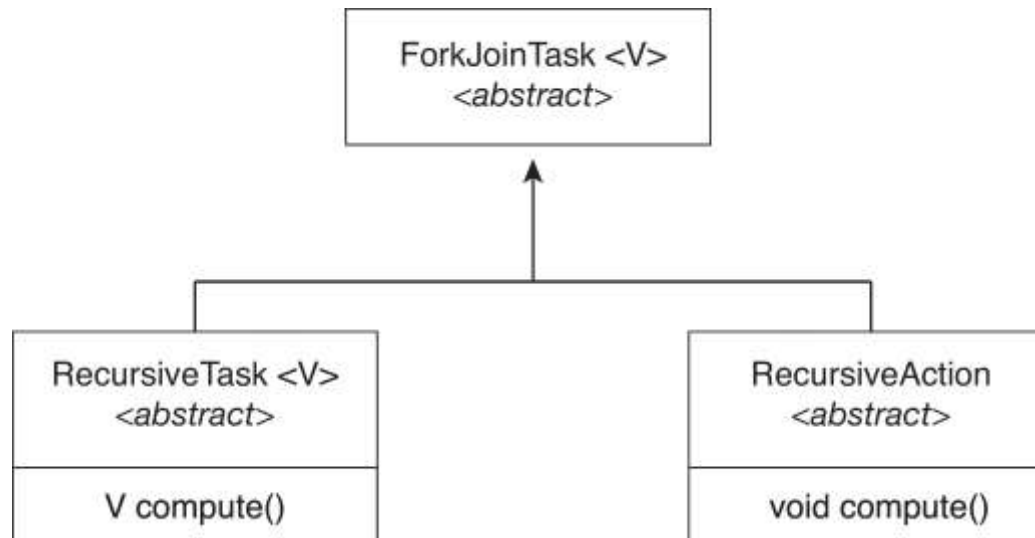 ForkJoinTask <V>
<abstract>
RecursiveTask <V>
<abstract>
V compute()
RecursiveAction
<abstract>
void compute()